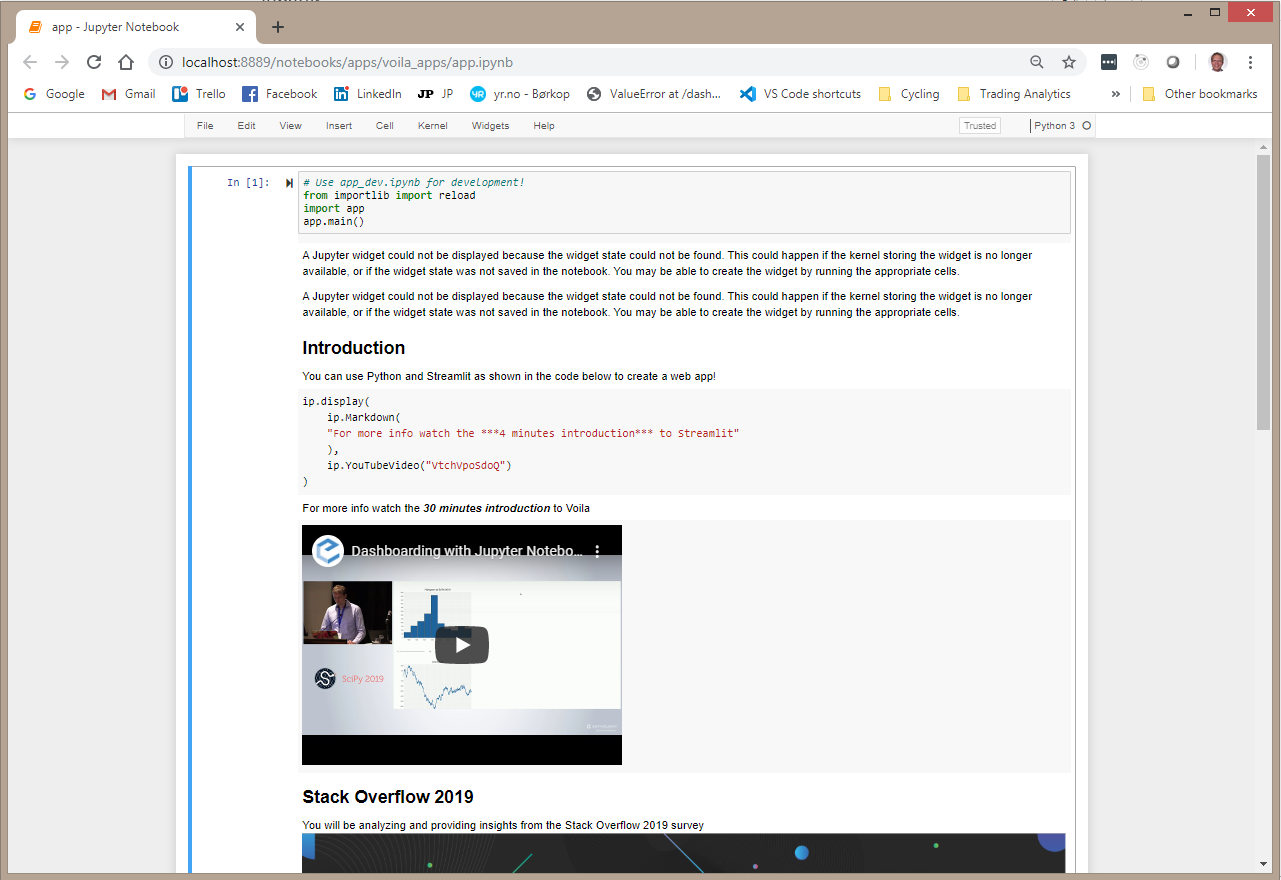 app - Jupyter Notebook
localhost:8889/notebooks/apps/voila_apps/app.ipynb
Google Gmail Trello Facebook LinkedIn JP JP yr.no - Børkop ValueError at /dash... VS Code shortcuts Cycling Trading Analytics » Other bookmarks
File Edit View Insert Cell Kernel Widgets Help Trusted Python 3
In [1]:
# Use app_dev.ipynb for development!
from importlib import reload
import app
app.main()
A Jupyter widget could not be displayed because the widget state could not be found. This could happen if the kernel storing the widget is no longer
available, or if the widget state was not saved in the notebook. You may be able to create the widget by running the appropriate cells.
A Jupyter widget could not be displayed because the widget state could not be found. This could happen if the kernel storing the widget is no longer
available, or if the widget state was not saved in the notebook. You may be able to create the widget by running the appropriate cells.
Introduction
You can use Python and Streamlit as shown in the code below to create a web app!
ip.display(
ip.Markdown(
"For more info watch the ***4 minutes introduction*** to Streamlit"
),
ip.YouTubeVideo("VtchVpoSdoQ")
)
For more info watch the 30 minutes introduction to Voila
Dashboarding with Jupyter Notebo...
SciPy 2019
Stack Overflow 2019
You will be analyzing and providing insights from the Stack Overflow 2019 survey